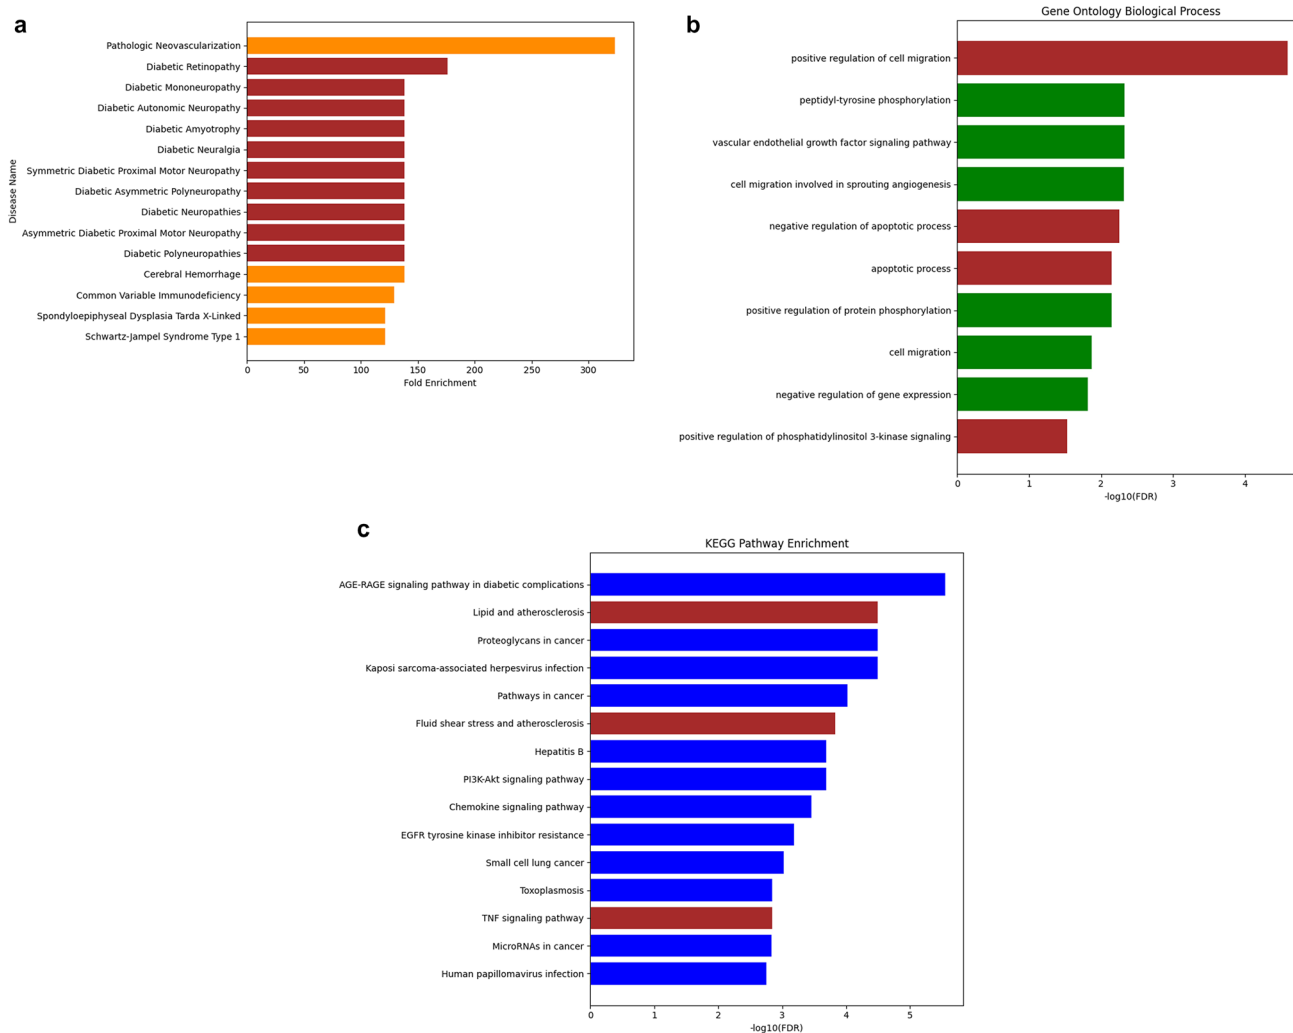 a
Disease Name
Pathologic Neovascularization
Diabetic Retinopathy
Diabetic Mononeuropathy
Diabetic Autonomic Neuropathy
Diabetic Amyotrophy
Diabetic Neuralgia
Symmetric Diabetic Proximal Motor Neuropathy
Diabetic Asymmetric Polyneuropathy
Diabetic Neuropathies
Asymmetric Diabetic Proximal Motor Neuropathy
Diabetic Polyneuropathies
Cerebral Hemorrhage
Common Variable Immunodeficiency
Spondyloepiphyseal Dysplasia Tarda X-Linked
Schwartz-Jampel Syndrome Type 1
0 50 100 150 200 250 300
Fold Enrichment
b
Gene Ontology Biological Process
positive regulation of cell migration
peptidyl-tyrosine phosphorylation
vascular endothelial growth factor signaling pathway
cell migration involved in sprouting angiogenesis
negative regulation of apoptotic process
apoptotic process
positive regulation of protein phosphorylation
cell migration
negative regulation of gene expression
positive regulation of phosphatidylinositol 3-kinase signaling
0 1 2 3 4
-log10(FDR)
c
KEGG Pathway Enrichment
AGE-RAGE signaling pathway in diabetic complications
Lipid and atherosclerosis
Proteoglycans in cancer
Kaposi sarcoma-associated herpesvirus infection
Pathways in cancer
Fluid shear stress and atherosclerosis
Hepatitis B
PI3K-Akt signaling pathway
Chemokine signaling pathway
EGFR tyrosine kinase inhibitor resistance
Small cell lung cancer
Toxoplasmosis
TNF signaling pathway
MicroRNAs in cancer
Human papillomavirus infection
0 1 2 3 4 5
-log10(FDR)